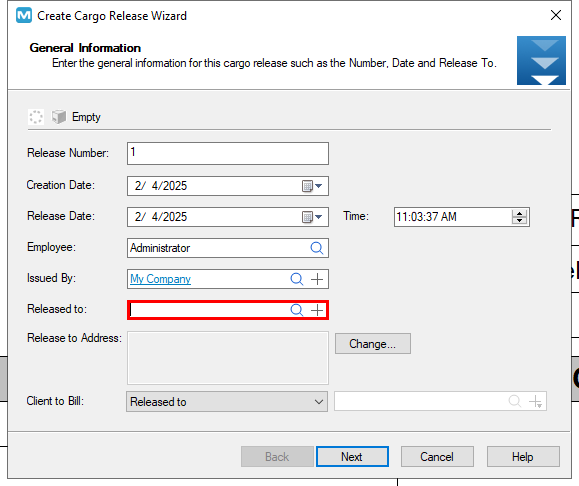 Create Cargo Release Wizard
General Information
Enter the general information for this cargo release such as the Number, Date and Release To.
Empty
Release Number: 1
Creation Date: 2/ 4/2025
Release Date: 2/ 4/2025 Time: 11:03:37 AM
Employee: Administrator
Issued By: My Company
Released to:
Release to Address: Change...
Client to Bill: Released to
Back Next Cancel Help